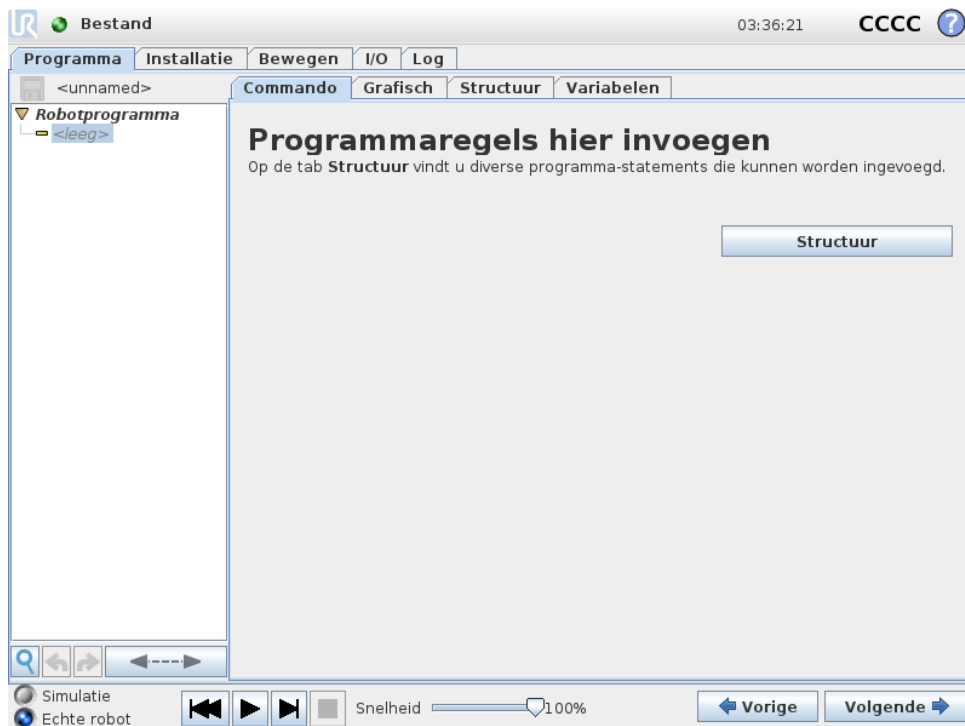 UR Bestand 03:36:21 CCCC ?
Programma Installatie Bewegen I/O Log
<unnamed> Commando Grafisch Structuur Variabelen
Robotprogramma
<leeg>
Programmaregels hier invoegen
Op de tab Structuur vindt u diverse programma-statements die kunnen worden ingevoegd.
Structuur
Simulatie
Echte robot
Snelheid 100% Vorige Volgende